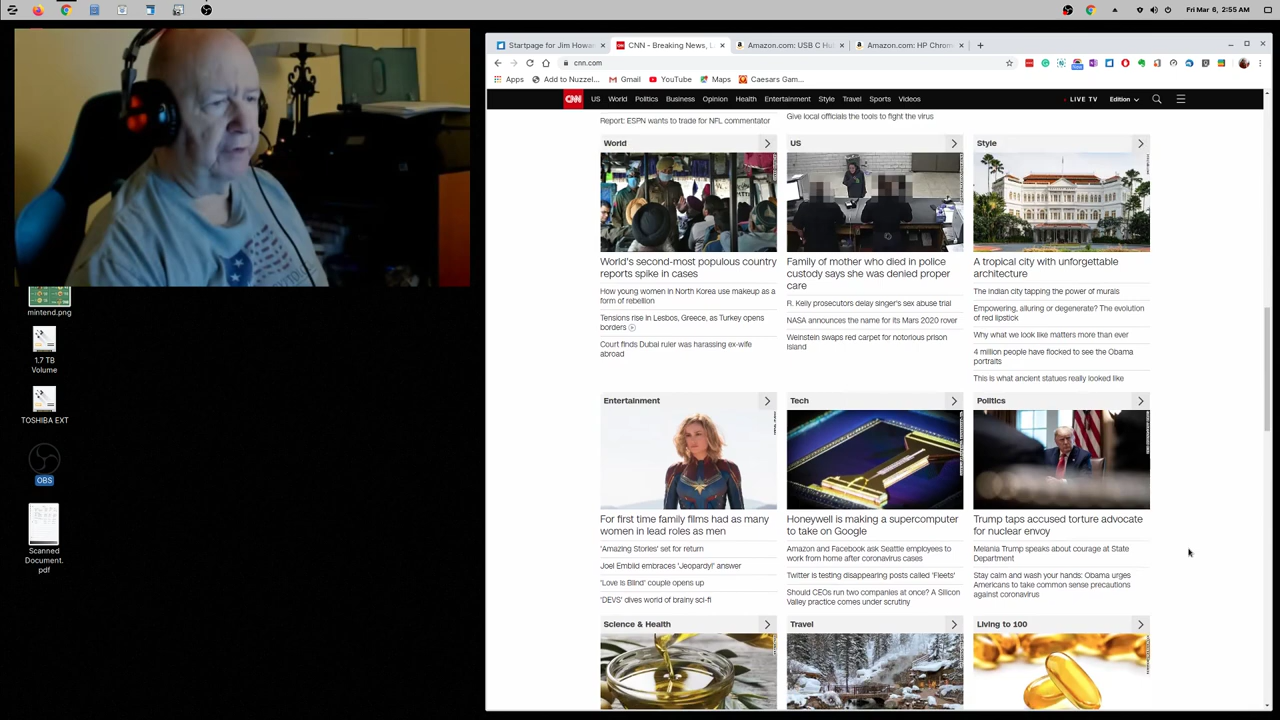 Fri Mar 6, 2:55 AM
Startpage for Jim Howar
CNN - Breaking News, L
Amazon.com: USB C Hu
Amazon.com: HP Chrom
cnn.com
Apps
Add to Nuzzel...
Gmail
YouTube
Maps
Caesars Gam...
CNN
US World Politics Business Opinion Health Entertainment Style Travel Sports Videos
LIVE TV
Edition
Report: ESPN wants to trade for NFL commentator
Give local officials the tools to fight the virus
World
World's second-most populous country
reports spike in cases
How young women in North Korea use makeup as a
form of rebellion
Tensions rise in Lesbos, Greece, as Turkey opens
borders
Court finds Dubai ruler was harassing ex-wife
abroad
US
Family of mother who died in police
custody says she was denied proper
care
R. Kelly prosecutors delay singer's sex abuse trial
NASA announces the name for its Mars 2020 rover
Weinstein swaps red carpet for notorious prison
island
Style
A tropical city with unforgettable
architecture
The Indian city tapping the power of murals
Empowering, alluring or degenerate? The evolution
of red lipstick
Why what we look like matters more than ever
4 million people have flocked to see the Obama
portraits
This is what ancient statues really looked like
Entertainment
For first time family films had as many
women in lead roles as men
'Amazing Stories' set for return
Joel Embiid embraces 'Jeopardy!' answer
'Love is Blind' couple opens up
'DEVS' dives world of brainy sci-fi
Tech
Honeywell is making a supercomputer
to take on Google
Amazon and Facebook ask Seattle employees to
work from home after coronavirus cases
Twitter is testing disappearing posts called 'Fleets'
Should CEOs run two companies at once? A Silicon
Valley practice comes under scrutiny
Politics
Trump taps accused torture advocate
for nuclear envoy
Melania Trump speaks about courage at State
Department
Stay calm and wash your hands: Obama urges
Americans to take common sense precautions
against coronavirus
Science & Health
Travel
Living to 100
mintend.png
1.7 TB
Volume
TOSHIBA EXT
OBS
Scanned
Document.
pdf